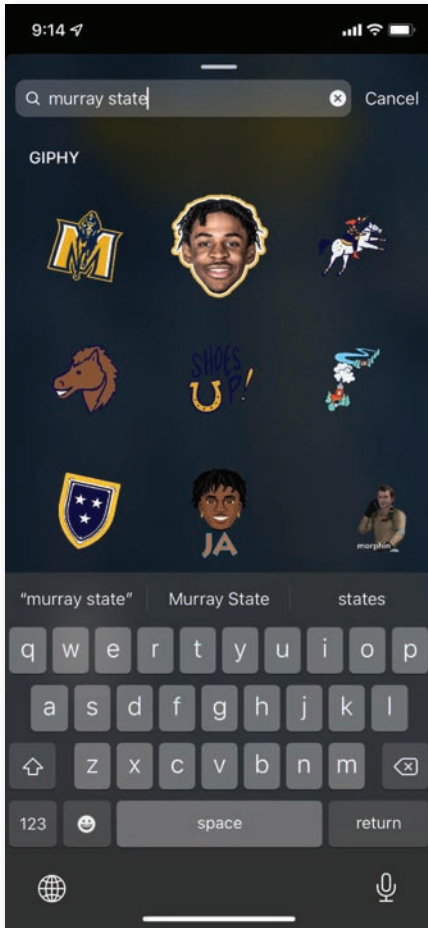 9:14
murray state
Cancel
GIPHY
M
SHOES
UP!
JA
morphin
"murray state"
Murray State
states
q w e r t y u i o p
a s d f g h j k l
z x c v b n m
123
space
return